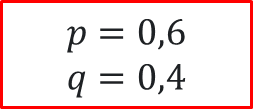 p = 0,6
q = 0,4